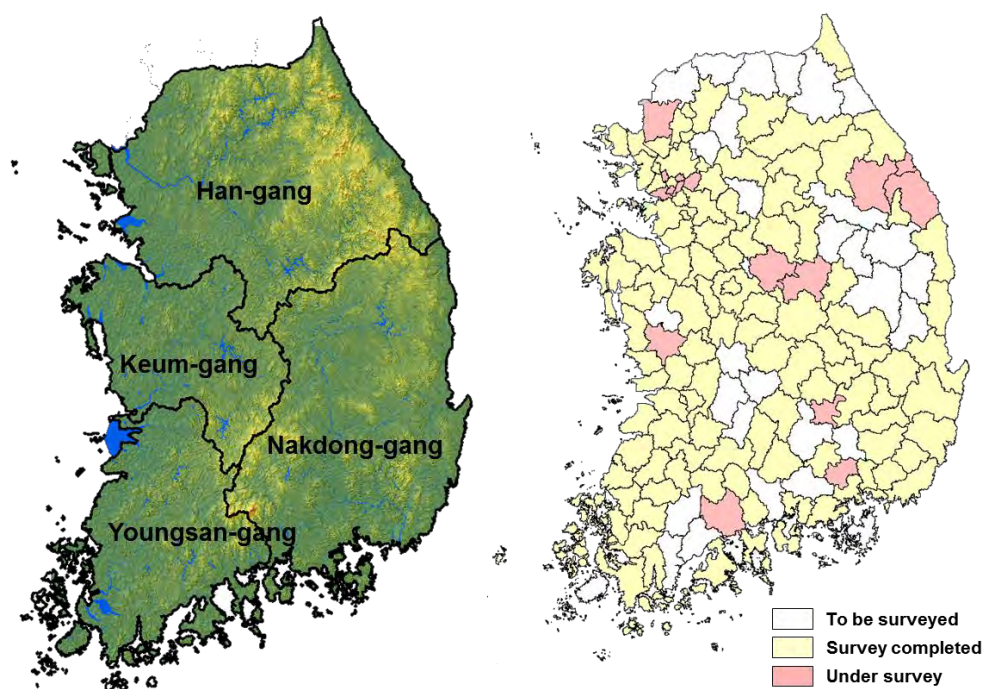 Han-gang
Keum-gang
Nakdong-gang
Youngsan-gang
To be surveyed
Survey completed
Under survey